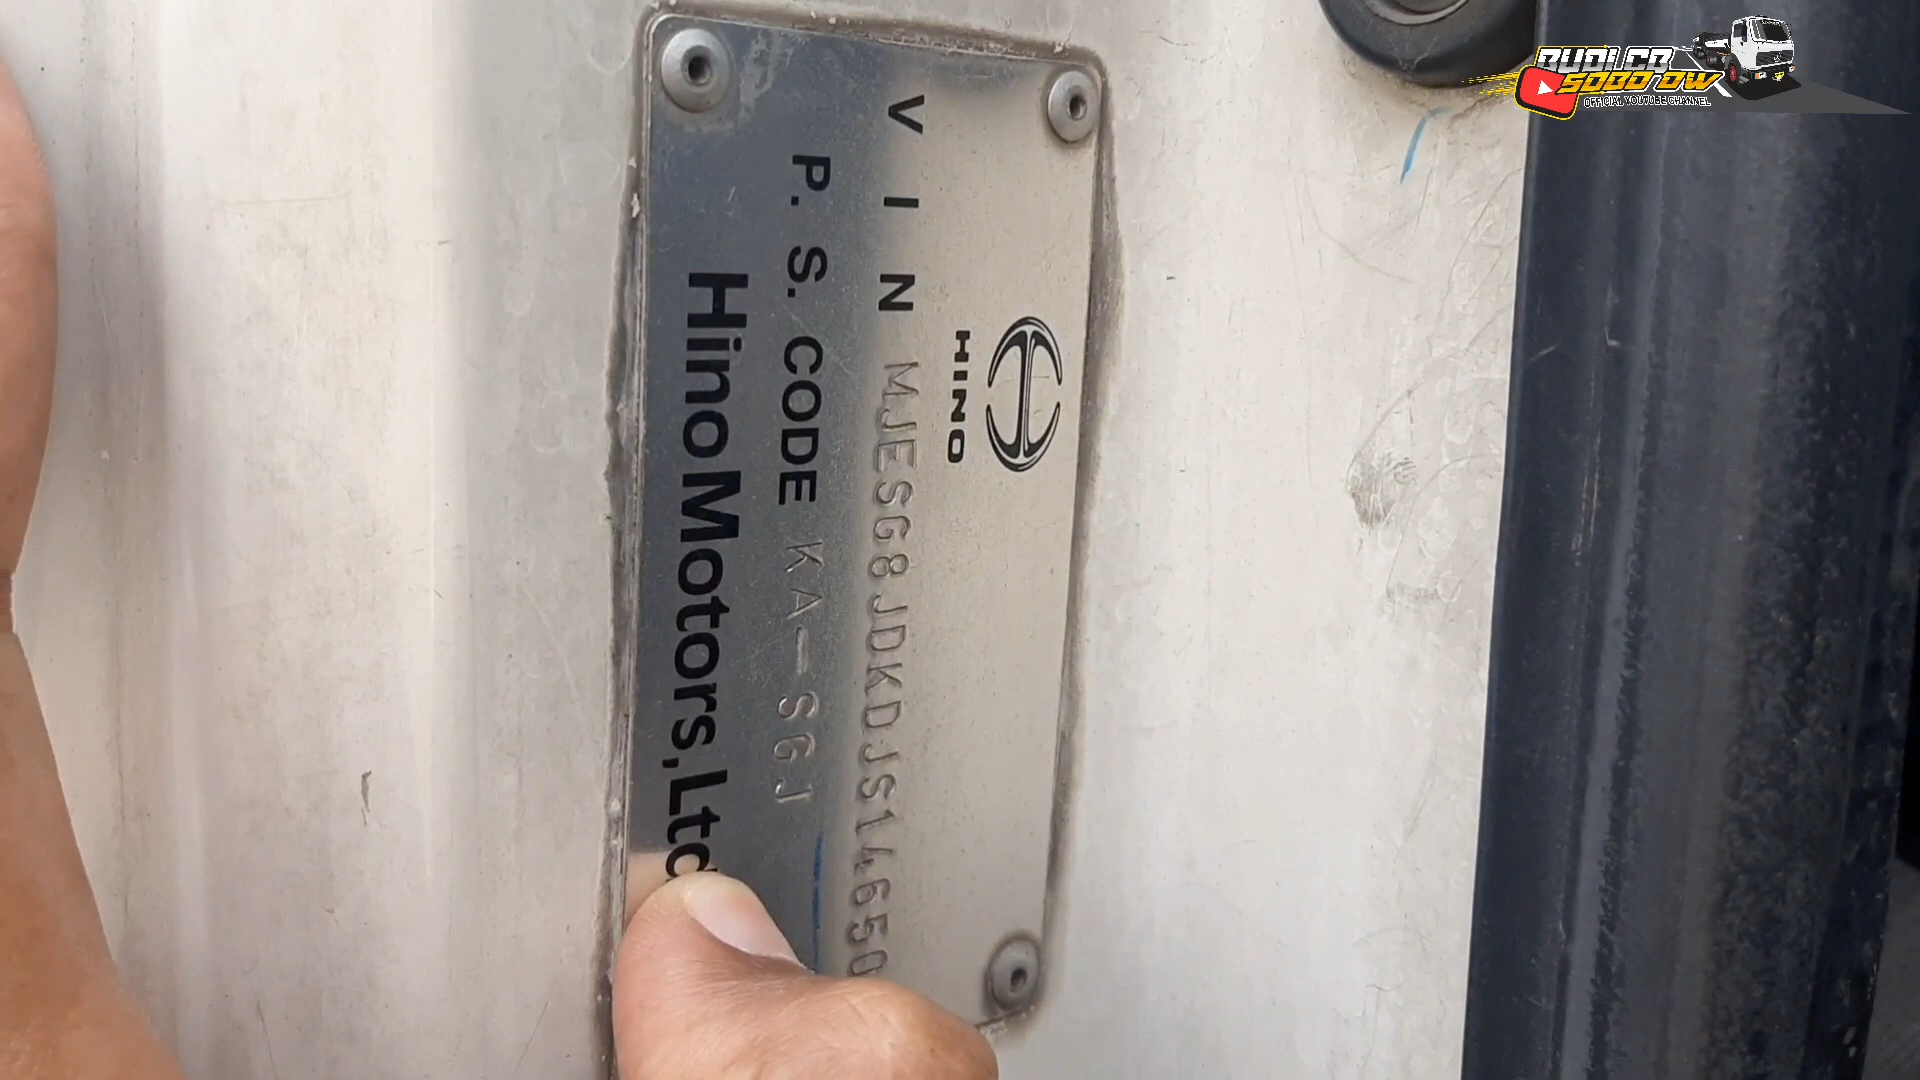 HINO
VIN MJESG8JDKDJS14650
P.S.CODE KA-SGJ
Hino Motors,Ltd
BUDI CB
SOBO DW
OFFICIAL YOUTUBE CHANNEL